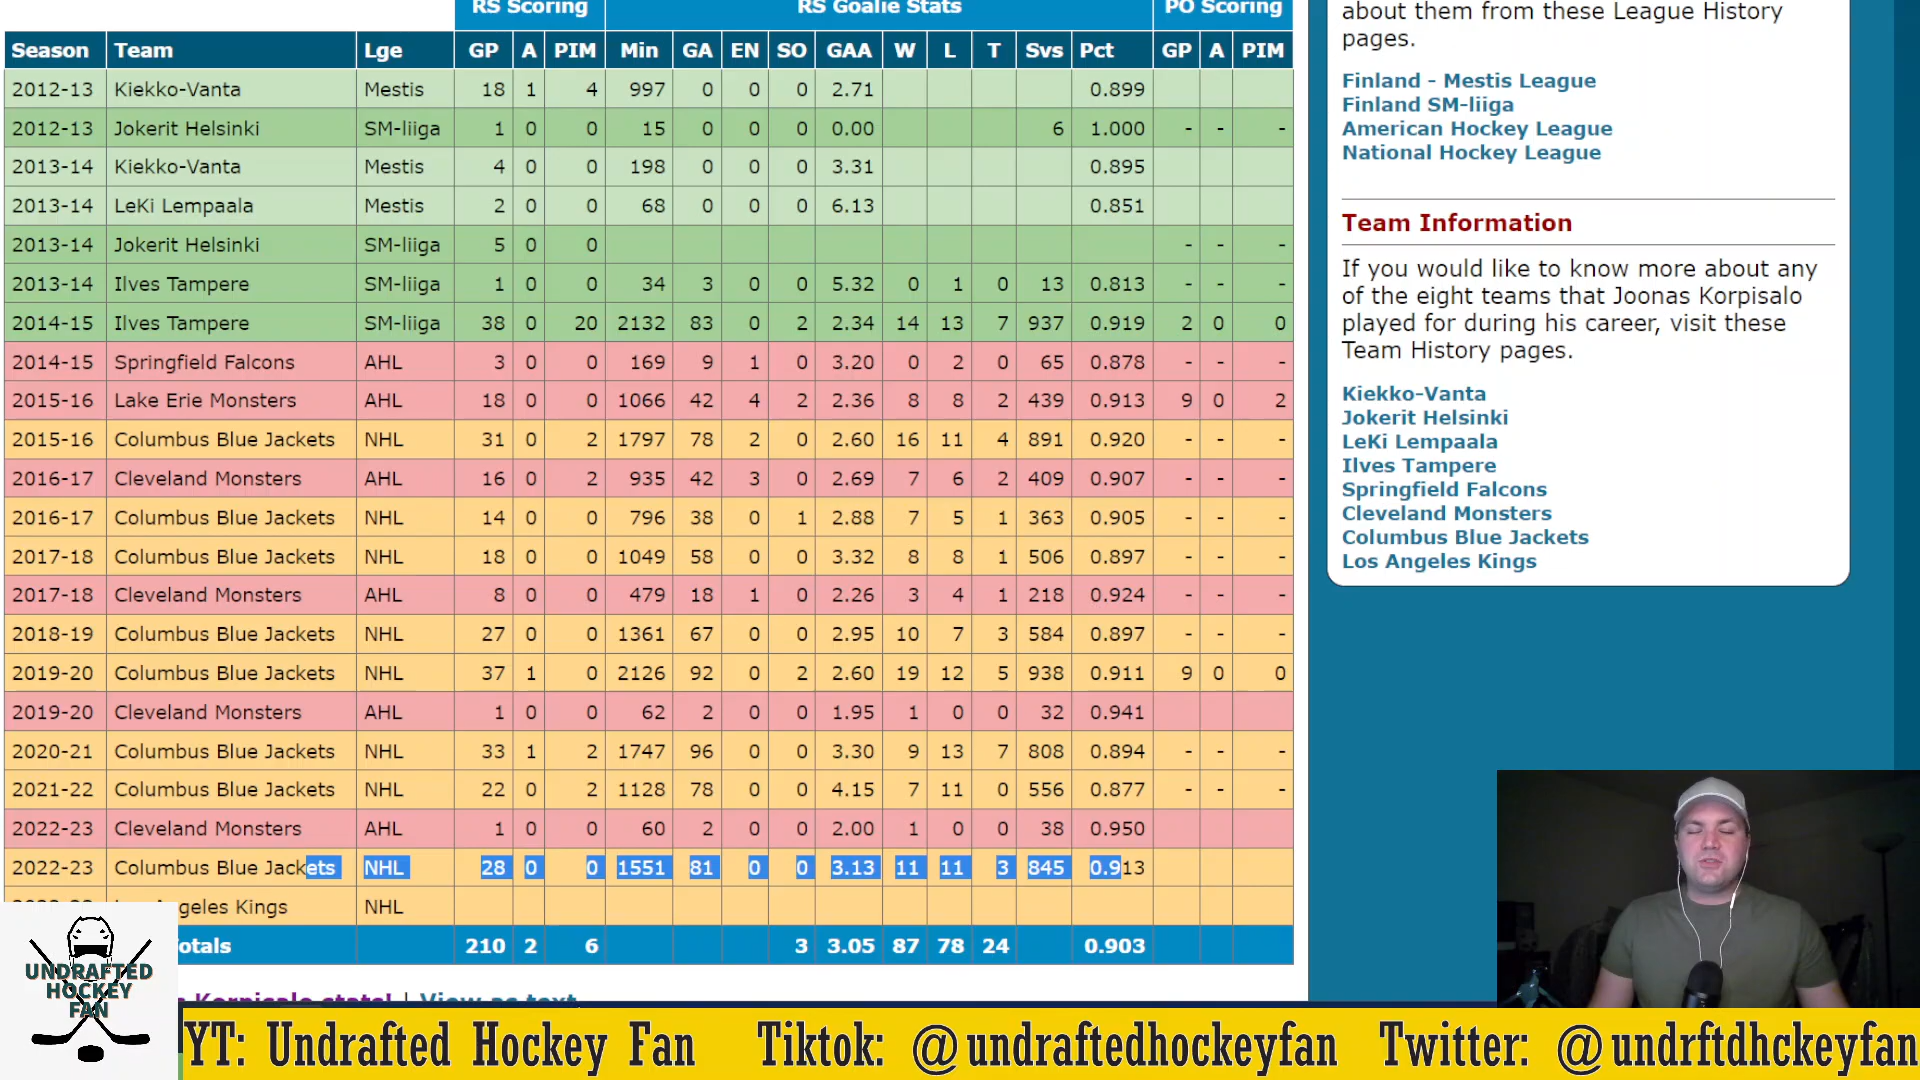 RS Scoring RS Goalie Stats PO Scoring
Season Team Lge GP A PIM Min GA EN SO GAA W L T Svs Pct GP A PIM
2012-13 Kiekko-Vanta Mestis 18 1 4 997 0 0 0 2.71 0.899
2012-13 Jokerit Helsinki SM-liiga 1 0 0 15 0 0 0 0.00 6 1.000 - - -
2013-14 Kiekko-Vanta Mestis 4 0 0 198 0 0 0 3.31 0.895
2013-14 LeKi Lempaala Mestis 2 0 0 68 0 0 0 6.13 0.851
2013-14 Jokerit Helsinki SM-liiga 5 0 0 - - -
2013-14 Ilves Tampere SM-liiga 1 0 0 34 3 0 0 5.32 0 1 0 13 0.813 - - -
2014-15 Ilves Tampere SM-liiga 38 0 20 2132 83 0 2 2.34 14 13 7 937 0.919 2 0 0
2014-15 Springfield Falcons AHL 3 0 0 169 9 1 0 3.20 0 2 0 65 0.878 - - -
2015-16 Lake Erie Monsters AHL 18 0 0 1066 42 4 2 2.36 8 8 2 439 0.913 9 0 2
2015-16 Columbus Blue Jackets NHL 31 0 2 1797 78 2 0 2.60 16 11 4 891 0.920 - - -
2016-17 Cleveland Monsters AHL 16 0 2 935 42 3 0 2.69 7 6 2 409 0.907 - - -
2016-17 Columbus Blue Jackets NHL 14 0 0 796 38 0 1 2.88 7 5 1 363 0.905 - - -
2017-18 Columbus Blue Jackets NHL 18 0 0 1049 58 0 0 3.32 8 8 1 506 0.897 - - -
2017-18 Cleveland Monsters AHL 8 0 0 479 18 1 0 2.26 3 4 1 218 0.924 - - -
2018-19 Columbus Blue Jackets NHL 27 0 0 1361 67 0 0 2.95 10 7 3 584 0.897 - - -
2019-20 Columbus Blue Jackets NHL 37 1 0 2126 92 0 2 2.60 19 12 5 938 0.911 9 0 0
2019-20 Cleveland Monsters AHL 1 0 0 62 2 0 0 1.95 1 0 0 32 0.941
2020-21 Columbus Blue Jackets NHL 33 1 2 1747 96 0 0 3.30 9 13 7 808 0.894 - - -
2021-22 Columbus Blue Jackets NHL 22 0 2 1128 78 0 0 4.15 7 11 0 556 0.877 - - -
2022-23 Cleveland Monsters AHL 1 0 0 60 2 0 0 2.00 1 0 0 38 0.950
2022-23 Columbus Blue Jackets NHL 28 0 0 1551 81 0 0 3.13 11 11 3 845 0.913
geles Kings NHL
otals 210 2 6 3 3.05 87 78 24 0.903
stats! | View as text
about them from these League History
pages.
Finland - Mestis League
Finland SM-liiga
American Hockey League
National Hockey League
Team Information
If you would like to know more about any
of the eight teams that Joonas Korpisalo
played for during his career, visit these
Team History pages.
Kiekko-Vanta
Jokerit Helsinki
LeKi Lempaala
Ilves Tampere
Springfield Falcons
Cleveland Monsters
Columbus Blue Jackets
Los Angeles Kings
UNDRAFTED
HOCKEY
FAN
YT: Undrafted Hockey Fan Tiktok: @undraftedhockeyfan Twitter: @undrftdhckeyfan